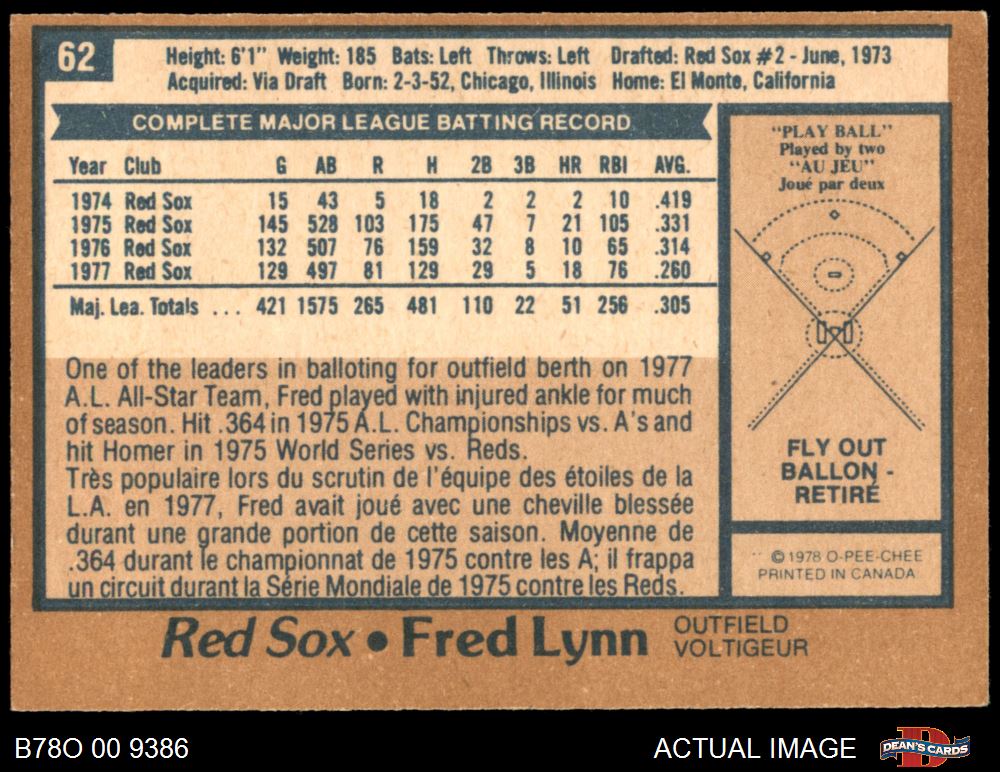 62
Height: 6'1" Weight: 185 Bats: Left Throws: Left Drafted: Red Sox #2 - June, 1973
Acquired: Via Draft Born: 2-3-52, Chicago, Illinois Home: El Monte, California
COMPLETE MAJOR LEAGUE BATTING RECORD
Year Club G AB R H 2B 3B HR RBI AVG.
1974 Red Sox 15 43 5 18 2 2 2 10 .419
1975 Red Sox 145 528 103 175 47 7 21 105 .331
1976 Red Sox 132 507 76 159 32 8 10 65 .314
1977 Red Sox 129 497 81 129 29 5 18 76 .260
Maj. Lea. Totals ... 421 1575 265 481 110 22 51 256 .305
One of the leaders in balloting for outfield berth on 1977
A.L. All-Star Team, Fred played with injured ankle for much
of season. Hit .364 in 1975 A.L. Championships vs. A's and
hit Homer in 1975 World Series vs. Reds.
Très populaire lors du scrutin de l'équipe des étoiles de la
L.A. en 1977, Fred avait joué avec une cheville blessée
durant une grande portion de cette saison. Moyenne de
.364 durant le championnat de 1975 contre les A; il frappa
un circuit durant la Série Mondiale de 1975 contre les Reds.
"PLAY BALL"
Played by two
"AU JEU"
Joué par deux
FLY OUT
BALLON -
RETIRÉ
©1978 O-PEE-CHEE
PRINTED IN CANADA
Red Sox • Fred Lynn OUTFIELD
VOLTIGEUR
B78O 00 9386
ACTUAL IMAGE
D
DEAN'S CARDS